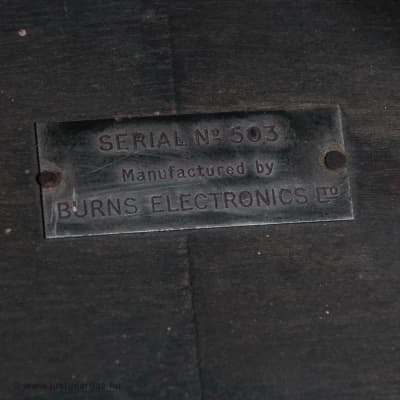 SERIAL Nº 503
Manufactured by
BURNS ELECTRONICS LTD